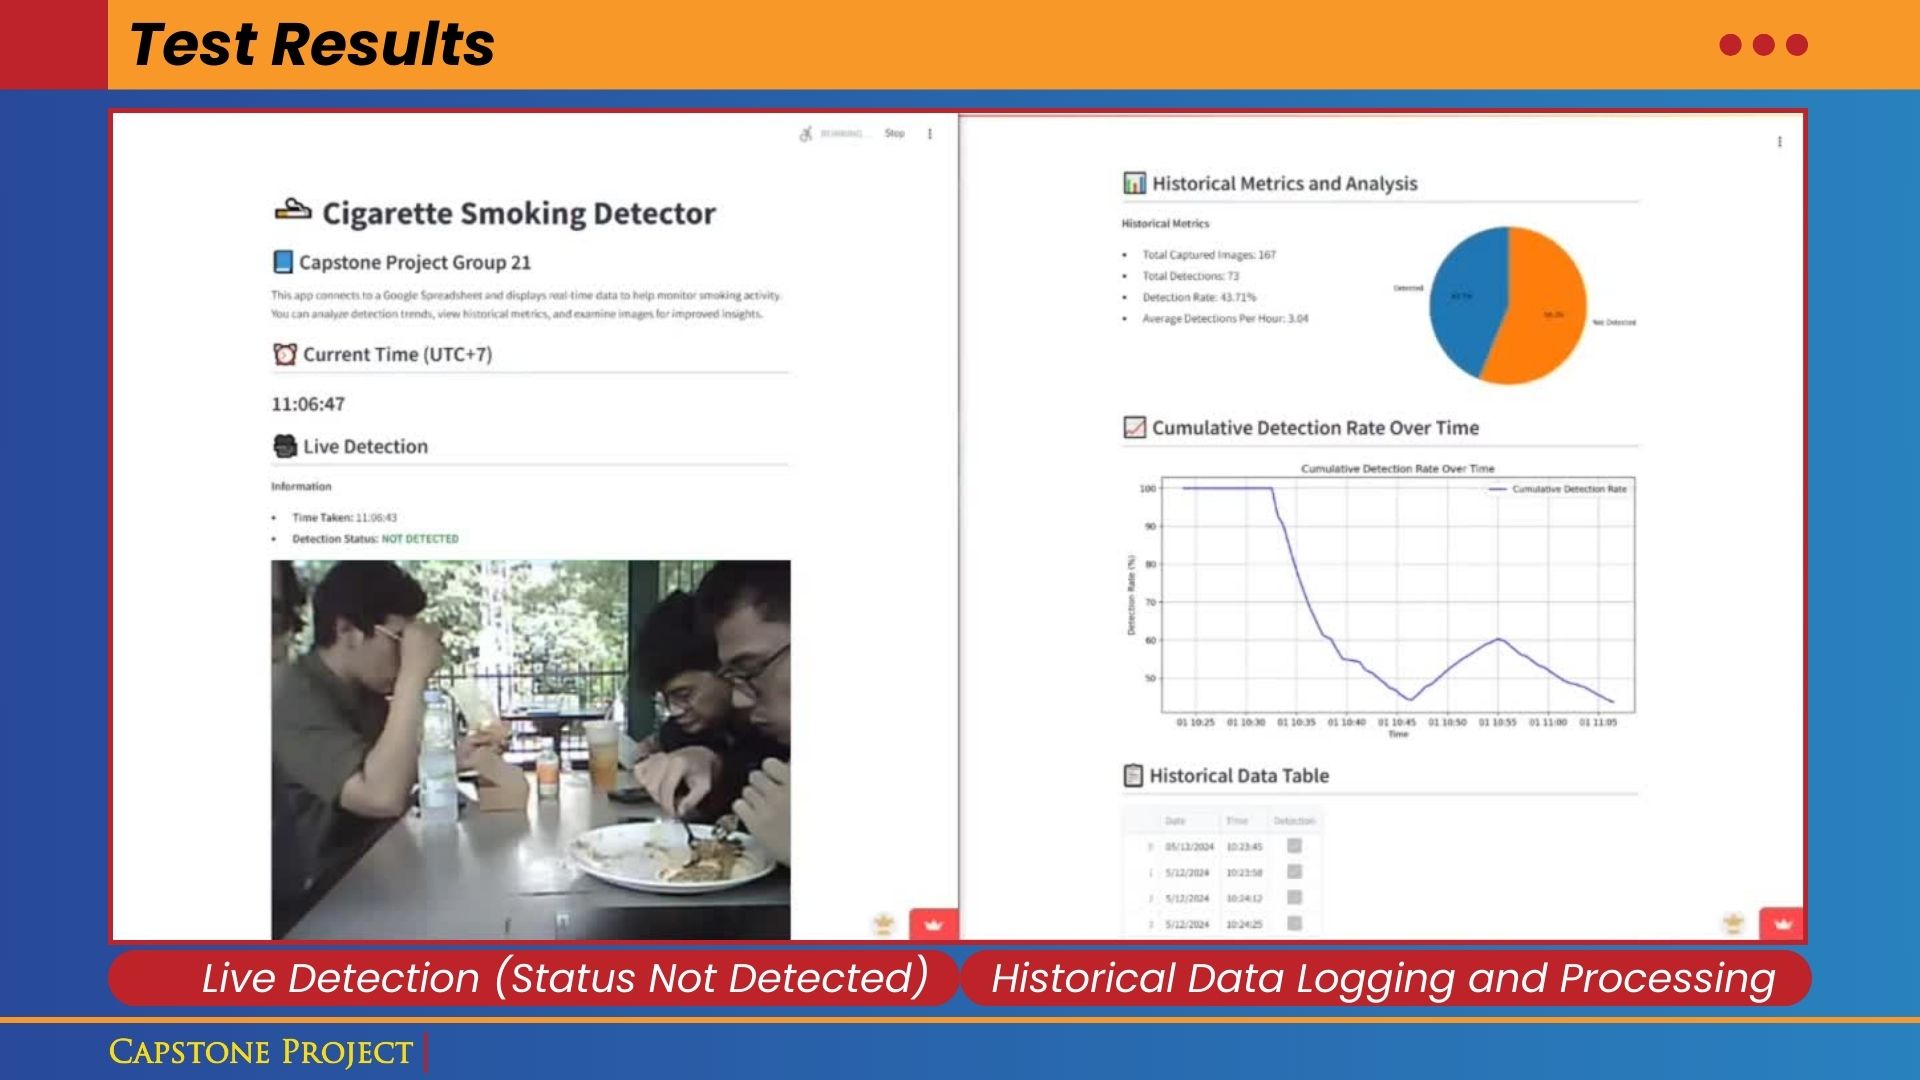 Test Results
Stop
Cigarette Smoking Detector
Capstone Project Group 21
This app connects to a Google Spreadsheet and displays real-time data to help monitor smoking activity.
You can analyze detection trends, view historical metrics, and examine images for improved insights.
Current Time (UTC+7)
11:06:47
Live Detection
Information
Time Taken: 11:06:43
Detection Status: NOT DETECTED
Historical Metrics and Analysis
Historical Metrics
Total Captured Images: 167
Total Detections: 73
Detection Rate: 43.71%
Average Detections Per Hour: 3.04
Detected
Not Detected
Cumulative Detection Rate Over Time
Cumulative Detection Rate Over Time
Cumulative Detection Rate
Detection Rate (%)
100
90
80
70
60
50
01 10:25 01 10:30 01 10:35 01 10:40 01 10:45 01 10:50 01 10:55 01 11:00 01 11:05
Time
Historical Data Table
Date Time Detection
05/12/2024 10:23:45
5/12/2024 10:23:58
5/12/2024 10:24:12
5/12/2024 10:24:25
Live Detection (Status Not Detected)
Historical Data Logging and Processing
Capstone Project